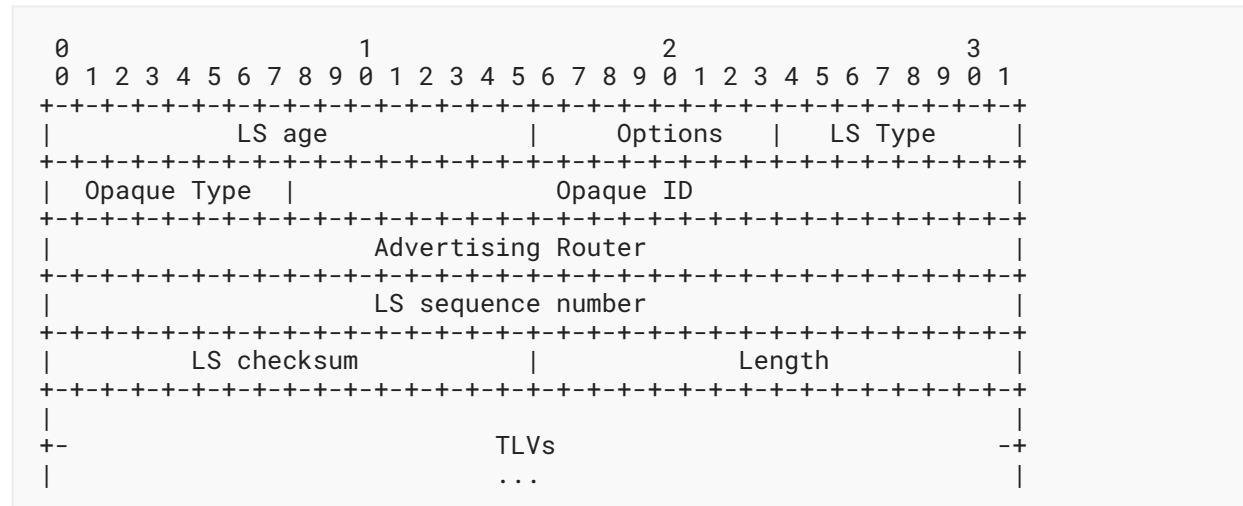 0                   1                   2                   3
 0 1 2 3 4 5 6 7 8 9 0 1 2 3 4 5 6 7 8 9 0 1 2 3 4 5 6 7 8 9 0 1
+-+-+-+-+-+-+-+-+-+-+-+-+-+-+-+-+-+-+-+-+-+-+-+-+-+-+-+-+-+-+-+
|            LS age             |     Options   |   LS Type     |
+-+-+-+-+-+-+-+-+-+-+-+-+-+-+-+-+-+-+-+-+-+-+-+-+-+-+-+-+-+-+-+
|  Opaque Type  |                 Opaque ID                     |
+-+-+-+-+-+-+-+-+-+-+-+-+-+-+-+-+-+-+-+-+-+-+-+-+-+-+-+-+-+-+-+
|                     Advertising Router                        |
+-+-+-+-+-+-+-+-+-+-+-+-+-+-+-+-+-+-+-+-+-+-+-+-+-+-+-+-+-+-+-+
|                     LS sequence number                        |
+-+-+-+-+-+-+-+-+-+-+-+-+-+-+-+-+-+-+-+-+-+-+-+-+-+-+-+-+-+-+-+
|         LS checksum           |             Length            |
+-+-+-+-+-+-+-+-+-+-+-+-+-+-+-+-+-+-+-+-+-+-+-+-+-+-+-+-+-+-+-+
|                                                               |
+-                            TLVs                             -+
|                             ...                               |